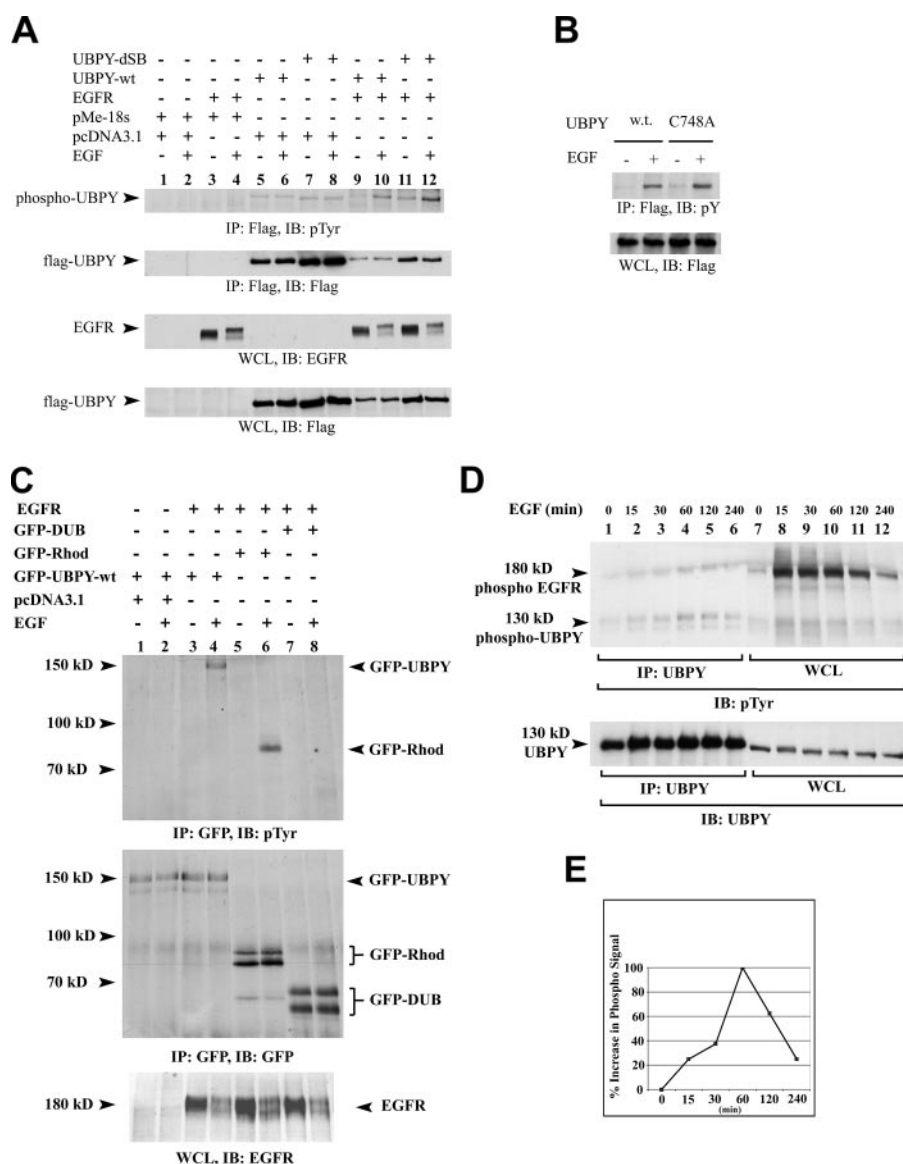 A
UBPY-dSB - - - - - - + + - - + +
UBPY-wt - - - - + + - - + + - -
EGFR - - + + - - - - + + + +
pMe-18s + + + + - - - - - - - -
pcDNA3.1 + + - - + + + + - - - -
EGF - + - + - + - + - + - +
1 2 3 4 5 6 7 8 9 10 11 12
phospho-UBPY
IP: Flag, IB: pTyr
flag-UBPY
IP: Flag, IB: Flag
EGFR
WCL, IB: EGFR
flag-UBPY
WCL, IB: Flag
B
UBPY w.t. C748A
EGF - + - +
IP: Flag, IB: pY
WCL, IB: Flag
C
EGFR - - + + + + + +
GFP-DUB - - - - - - + +
GFP-Rhod - - - - + + - -
GFP-UBPY-wt + + + + - - - -
pcDNA3.1 + + - - - - - -
EGF - + - + - + - +
1 2 3 4 5 6 7 8
150 kD GFP-UBPY
100 kD
GFP-Rhod
70 kD
IP: GFP, IB: pTyr
150 kD GFP-UBPY
100 kD
GFP-Rhod
70 kD
GFP-DUB
IP: GFP, IB: GFP
180 kD EGFR
WCL, IB: EGFR
D
EGF (min) 0 15 30 60 120 240 0 15 30 60 120 240
1 2 3 4 5 6 7 8 9 10 11 12
180 kD
phospho EGFR
130 kD
phospho-UBPY
IP: UBPY WCL
IB: pTyr
130 kD
UBPY
IP: UBPY WCL
IB: UBPY
E
% Increase in Phospho Signal
100
80
60
40
20
0
0 15 30 60 120 240
(min)